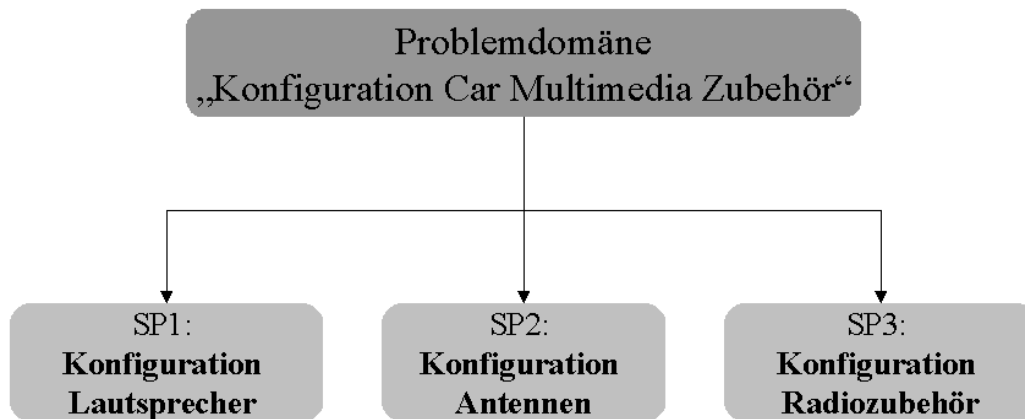 Problemdomäne
„Konfiguration Car Multimedia Zubehör“
SP1:
Konfiguration
Lautsprecher
SP2:
Konfiguration
Antennen
SP3:
Konfiguration
Radiozubehör